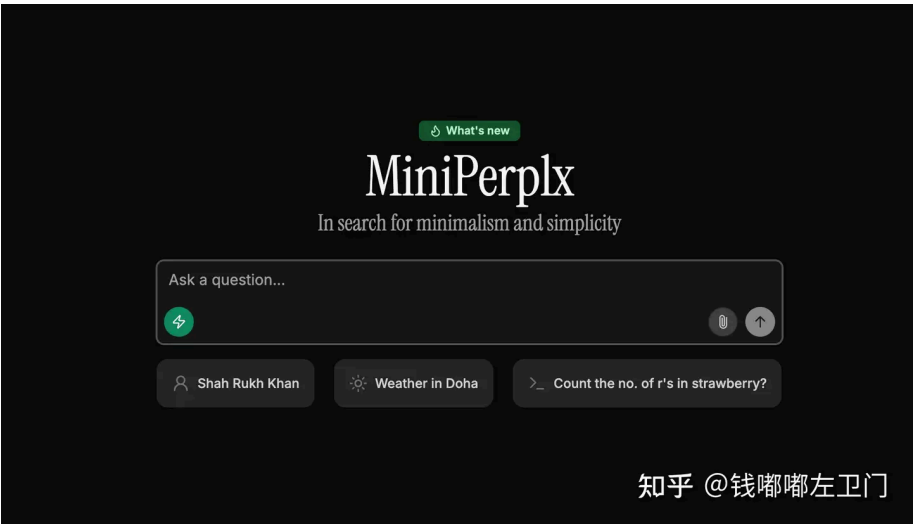 What's new
MiniPerplx
In search for minimalism and simplicity
Ask a question...
Shah Rukh Khan
Weather in Doha
Count the no. of r's in strawberry?
知乎 @钱嘟嘟左卫门